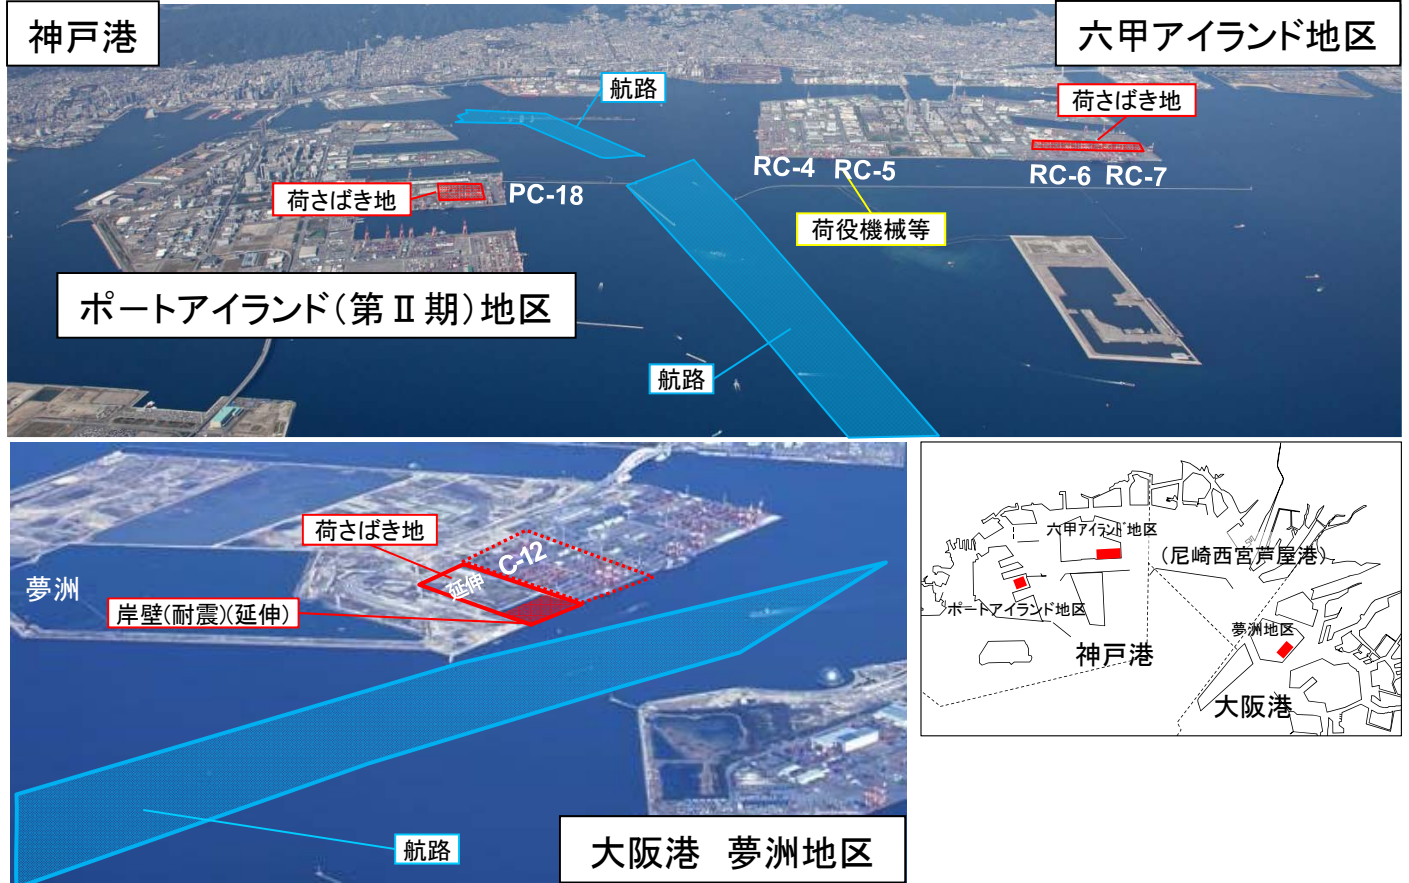 神戸港
六甲アイランド地区
航路
荷さばき地
RC-4 RC-5
RC-6 RC-7
荷さばき地
PC-18
荷役機械等
ポートアイランド(第Ⅱ期)地区
航路
荷さばき地
C-12
延伸
夢洲
岸壁(耐震)(延伸)
航路
大阪港 夢洲地区
六甲アイランド地区
(尼崎西宮芦屋港)
ポートアイランド地区
夢洲地区
神戸港
大阪港